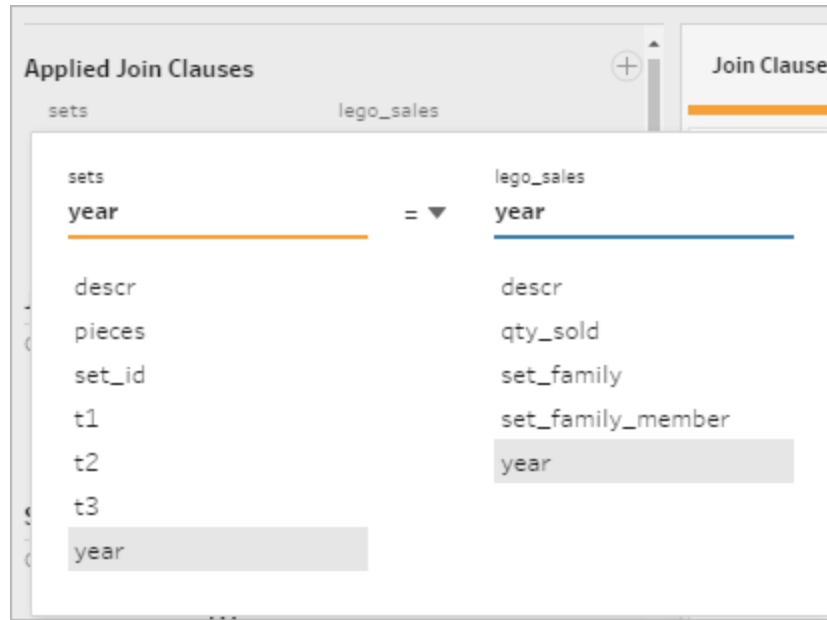 Applied Join Clauses
Join Clause
sets lego_sales
sets lego_sales
year = year
descr descr
pieces qty_sold
set_id set_family
t1 set_family_member
t2 year
t3
year